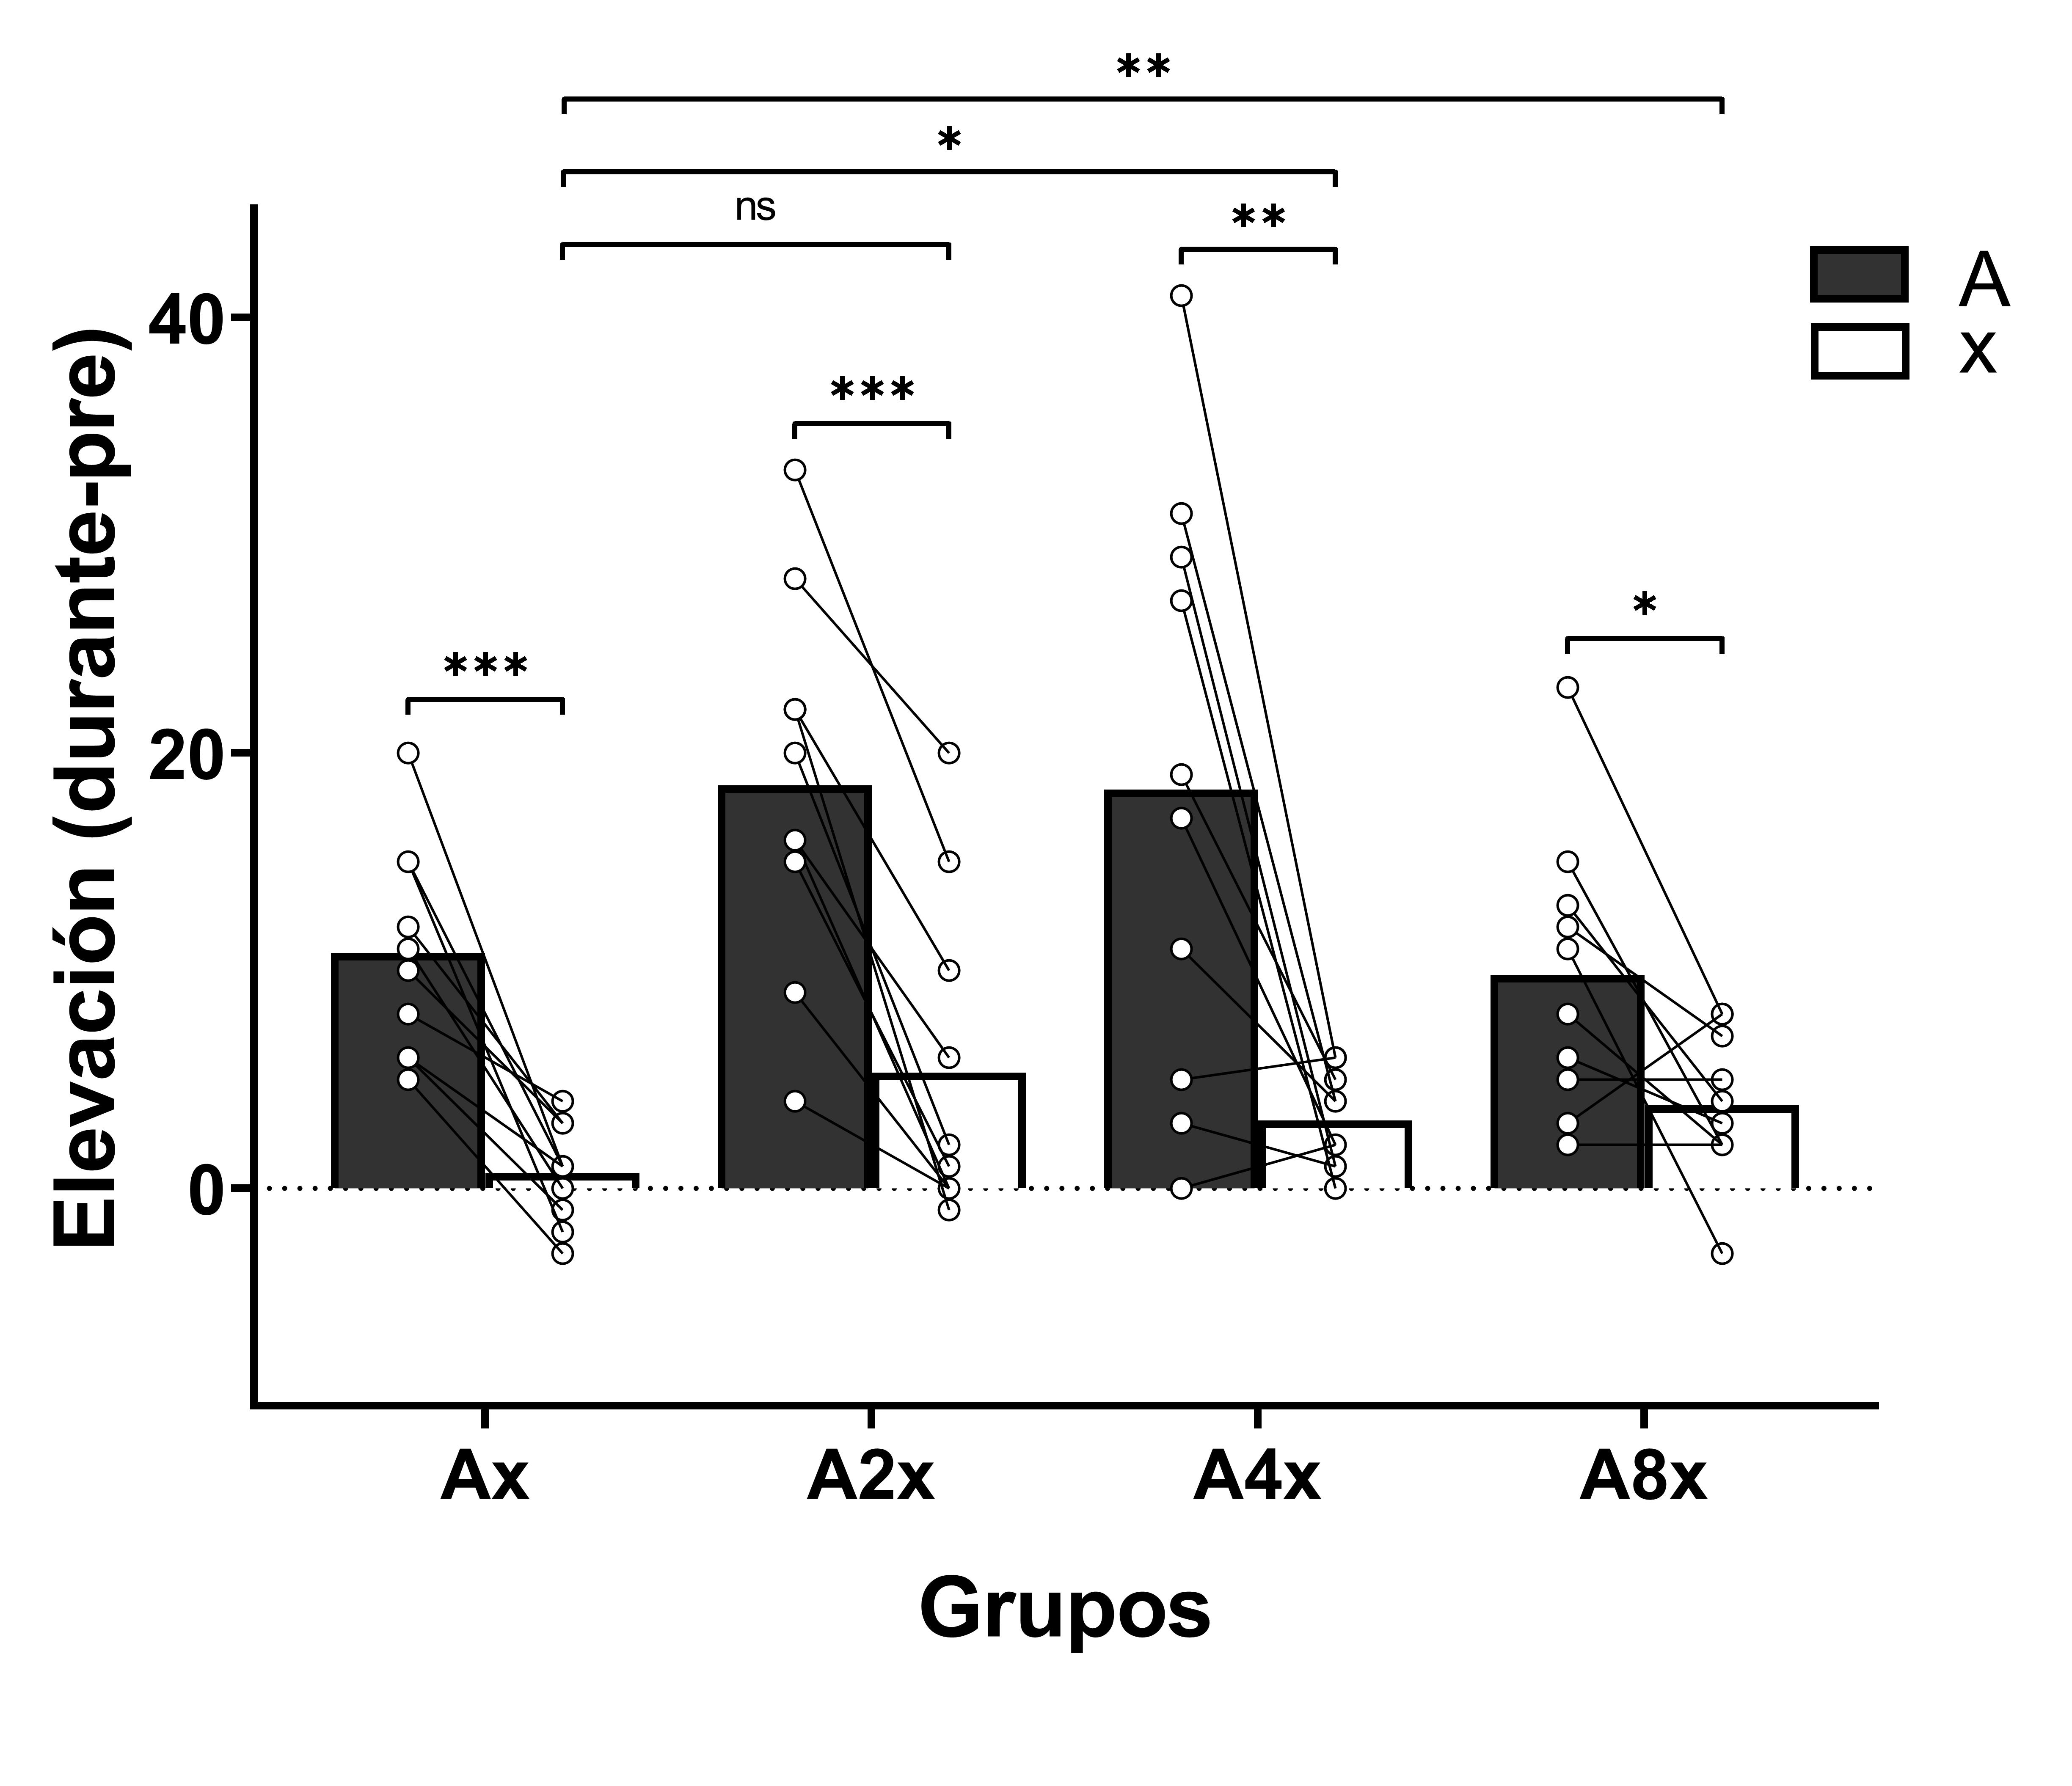 **
*
ns
**
***
***
*
A
x
Elevación (durante-pre)
40
20
0
Ax
A2x
A4x
A8x
Grupos